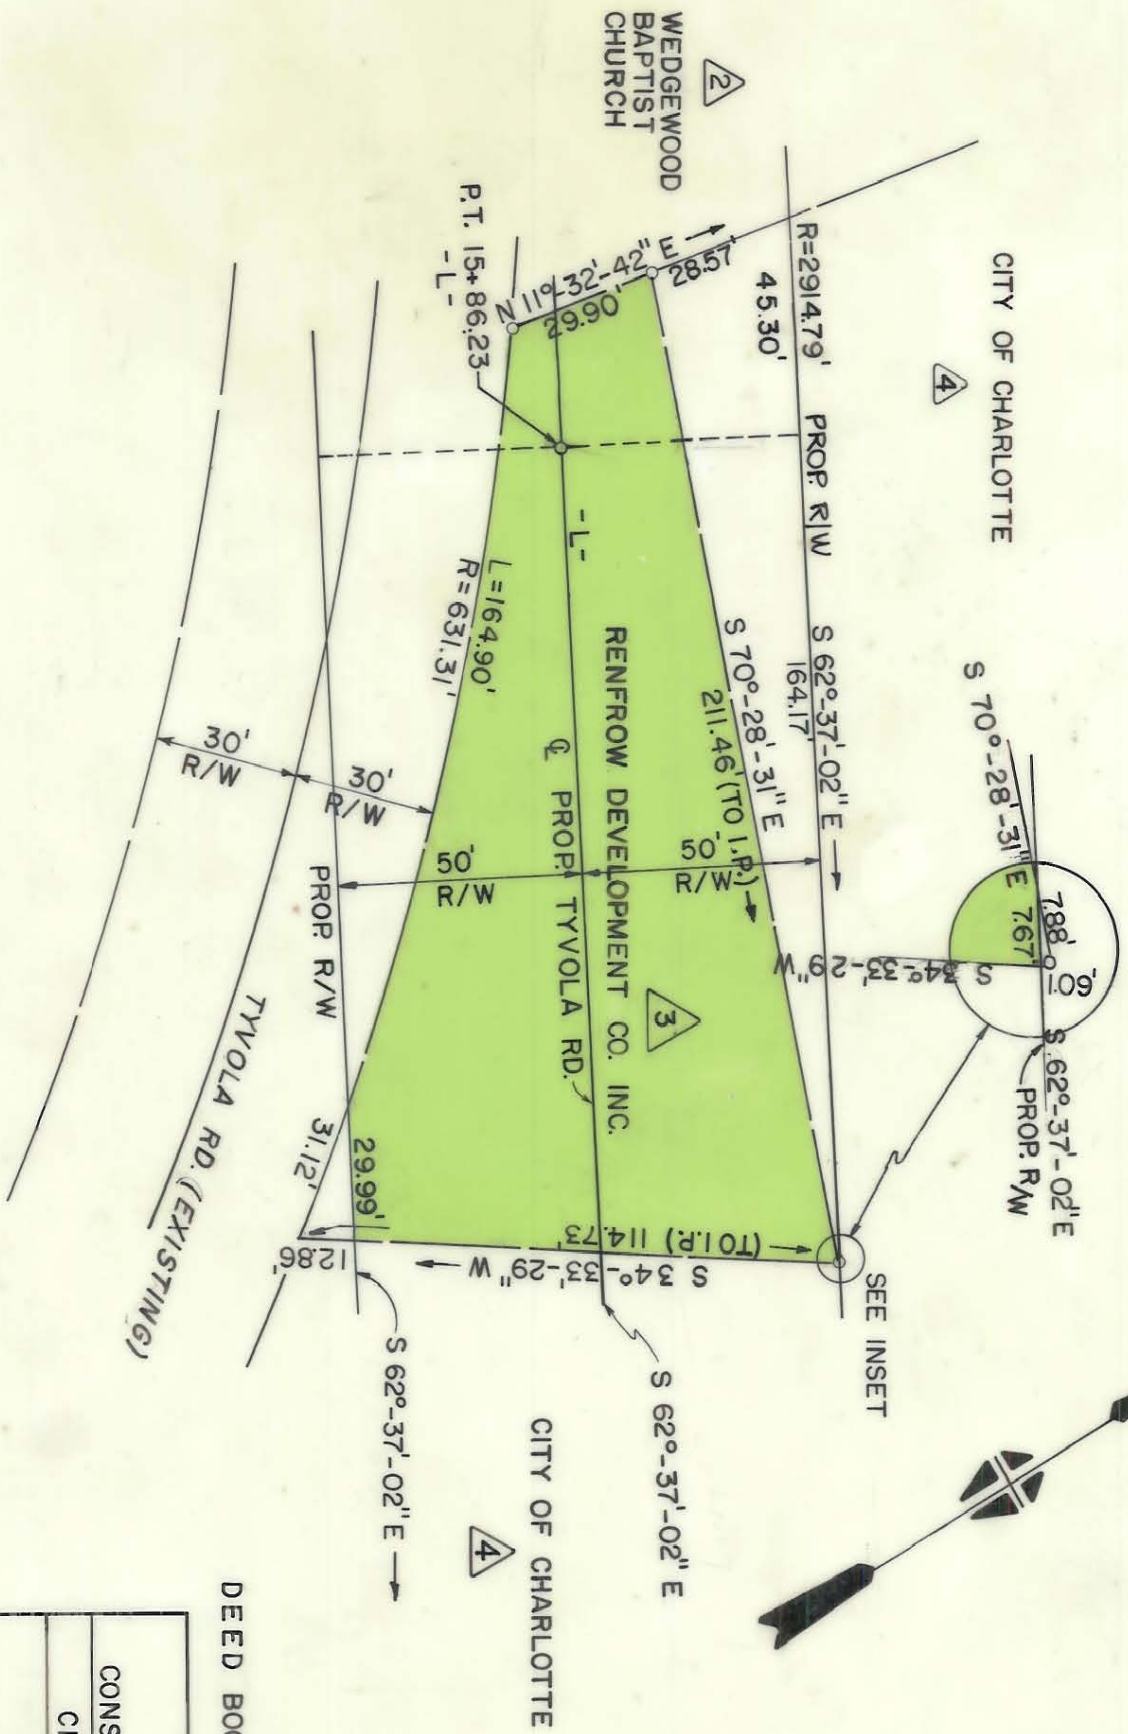 WEDGEWOOD
BAPTIST
CHURCH
2
CITY OF CHARLOTTE
4
R=2914.79' PROP. R/W S 62°-37'-02" E
45.30'
164.17'
N 11°-32'-42" E
29.90'
28.57'
P.T. 15+86.23
-L-
-L-
S 70°-28'-31" E
211.46' (TO I.P.)
L=164.90'
R=631.31'
RENFROW DEVELOPMENT CO. INC.
3
℄ PROP. TYVOLA RD.
50'
R/W
50'
R/W
30'
R/W
30'
R/W
PROP. R/W
TYVOLA RD. (EXISTING)
31.12'
29.99'
12.86'
(TO I.P.) 114.73'
S 34°-33'-29" W
S 70°-28'-31" E
7.88'
7.67'
S 34°-33'-29" W
S 62°-37'-02" E
PROP. R/W
SEE INSET
S 62°-37'-02" E
S 62°-37'-02" E
CITY OF CHARLOTTE
4
DEED BOO
CONS